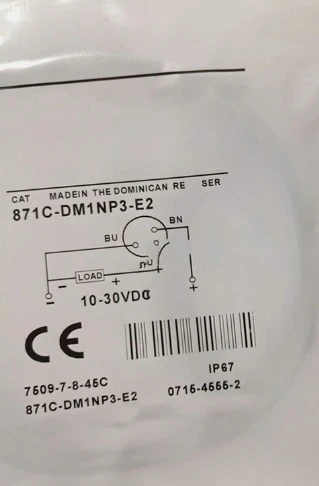 CAT MADEIN THE DOMINICAN RE SER
871C-DM1NP3-E2
BN
BU
LOAD
10-30VDC
CE
7509-7-8-45C
IP67
871C-DM1NP3-E2
0715-4555-2